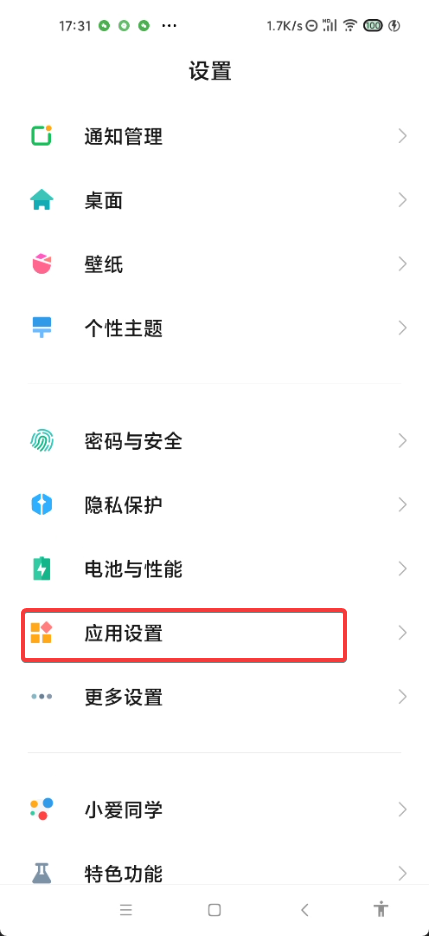 17:31 ... 1.7K/s HD 100
设置
通知管理
桌面
壁纸
个性主题
密码与安全
隐私保护
电池与性能
应用设置
更多设置
小爱同学
特色功能